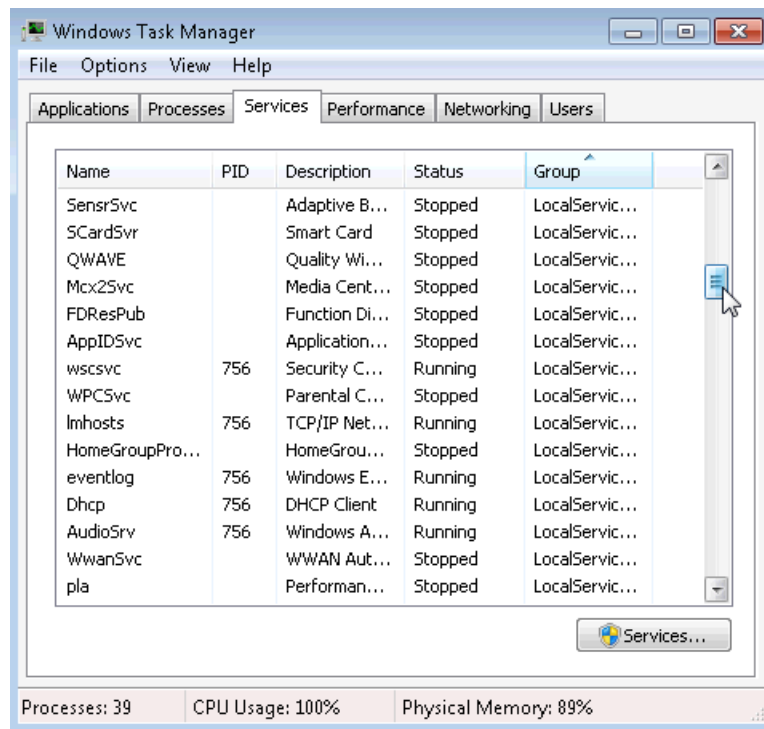 Windows Task Manager
File Options View Help
Applications Processes Services Performance Networking Users
Name PID Description Status Group
SensrSvc Adaptive B... Stopped LocalServic...
SCardSvr Smart Card Stopped LocalServic...
QWAVE Quality Wi... Stopped LocalServic...
Mcx2Svc Media Cent... Stopped LocalServic...
FDResPub Function Di... Stopped LocalServic...
AppIDSvc Application... Stopped LocalServic...
wscsvc 756 Security C... Running LocalServic...
WPCSvc Parental C... Stopped LocalServic...
lmhosts 756 TCP/IP Net... Running LocalServic...
HomeGroupPro... HomeGrou... Stopped LocalServic...
eventlog 756 Windows E... Running LocalServic...
Dhcp 756 DHCP Client Running LocalServic...
AudioSrv 756 Windows A... Running LocalServic...
WwanSvc WWAN Aut... Stopped LocalServic...
pla Performan... Stopped LocalServic...
Services...
Processes: 39 CPU Usage: 100% Physical Memory: 89%